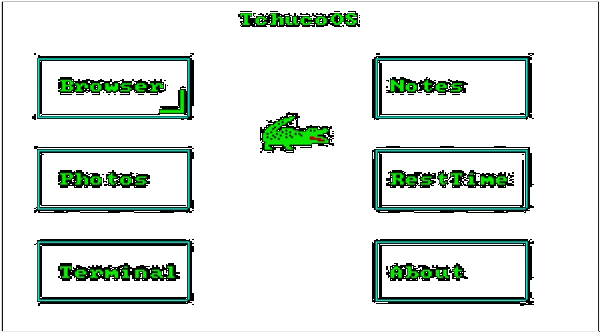 TchucoOS
Browser
Notes
Photos
RestTime
Terminal
About